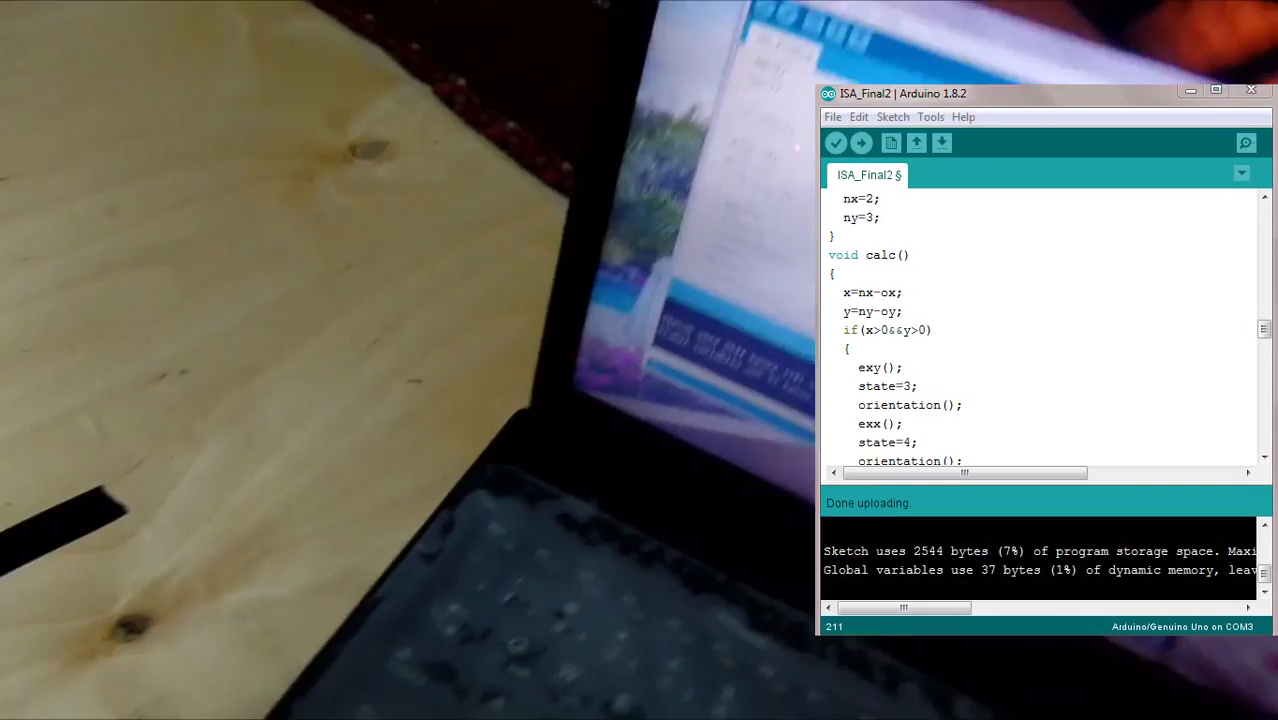 ISA_Final2 | Arduino 1.8.2
File Edit Sketch Tools Help
ISA_Final2 §
nx=2;
ny=3;
}
void calc()
{
x=nx-ox;
y=ny-oy;
if(x>0&&y>0)
{
exy();
state=3;
orientation();
exx();
state=4;
orientation();
Done uploading.
Sketch uses 2544 bytes (7%) of program storage space. Maxi
Global variables use 37 bytes (1%) of dynamic memory, leav
211
Arduino/Genuino Uno on COM3